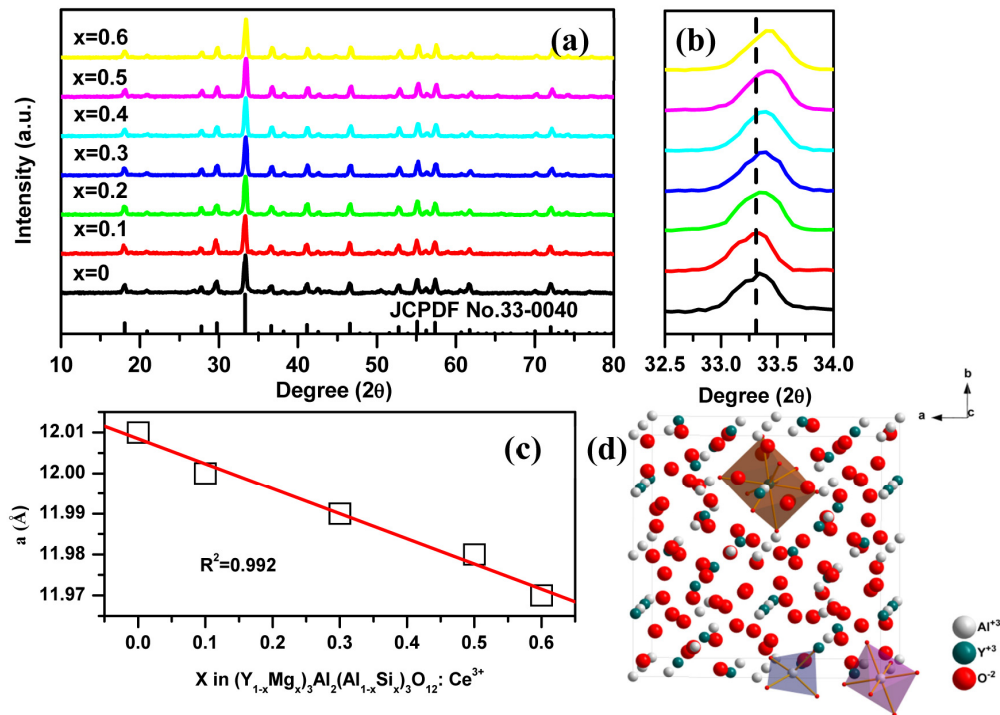 (a)
x=0.6
x=0.5
x=0.4
x=0.3
x=0.2
x=0.1
x=0
JCPDF No.33-0040
Intensity (a.u.)
10 20 30 40 50 60 70 80
Degree (2θ)
(b)
32.5 33.0 33.5 34.0
Degree (2θ)
(c)
12.01
12.00
11.99
11.98
11.97
a (Å)
R²=0.992
0.0 0.1 0.2 0.3 0.4 0.5 0.6
X in (Y₁₋ₓMgₓ)₃Al₂(Al₁₋ₓSiₓ)₃O₁₂: Ce³⁺
(d)
b
a
c
Al⁺³
Y⁺³
O⁻²